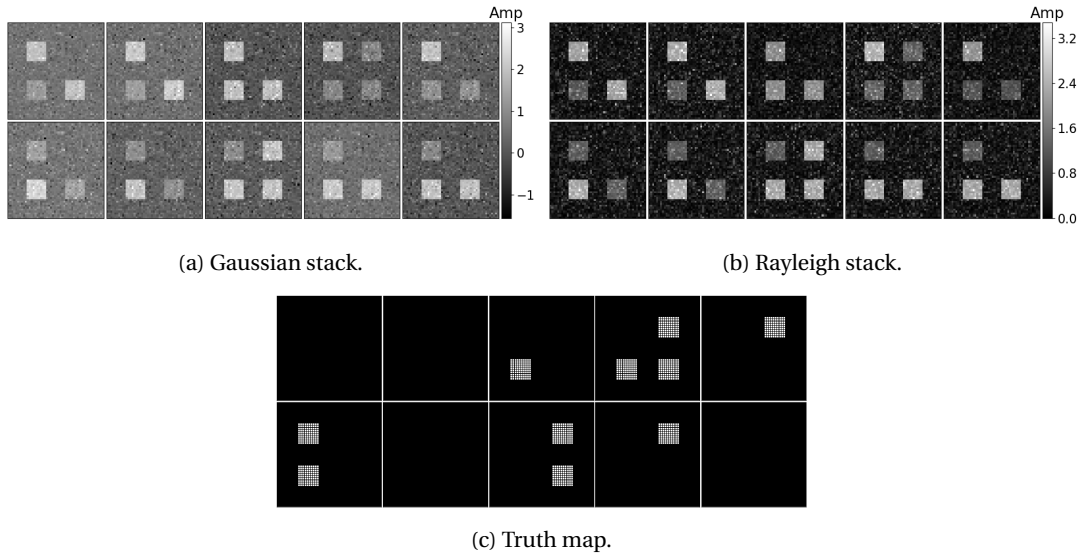 Amp
3
2
1
0
−1
Amp
3.2
2.4
1.6
0.8
0.0
(a) Gaussian stack.
(b) Rayleigh stack.
(c) Truth map.